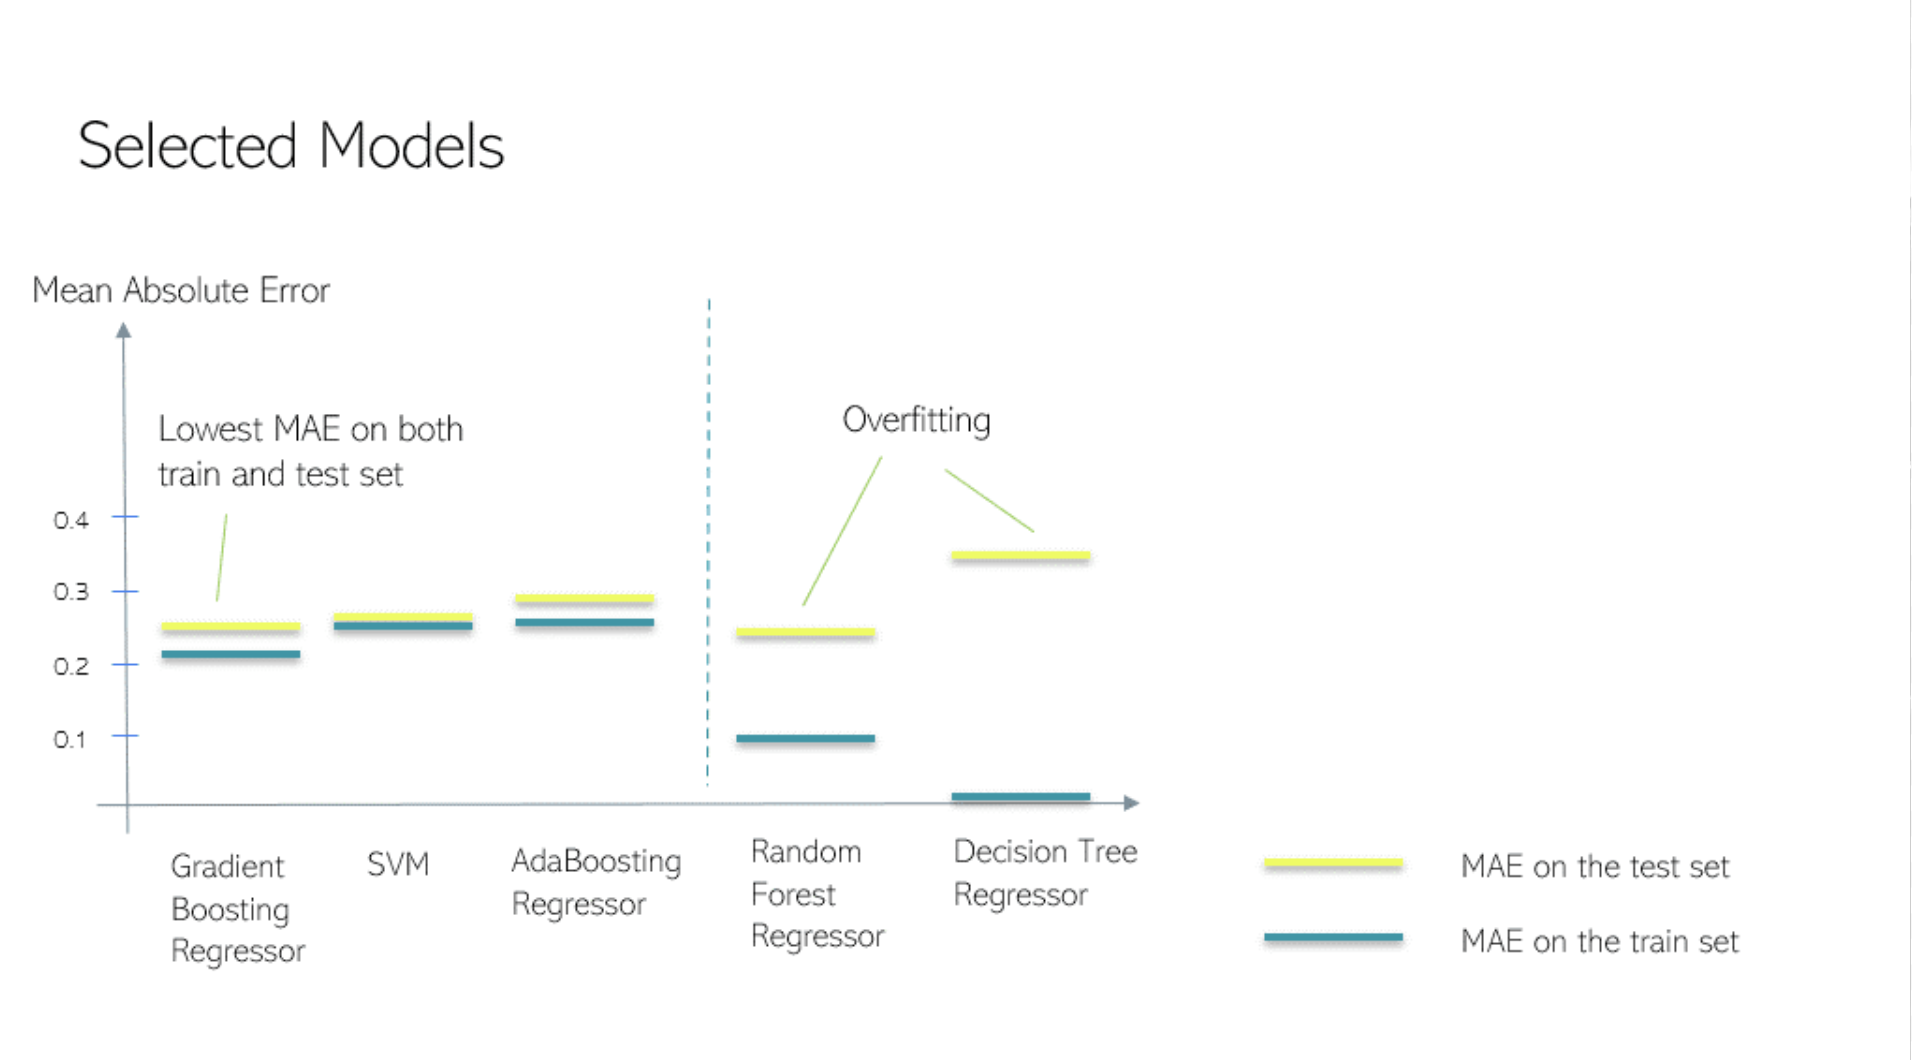 Selected Models
Mean Absolute Error
Lowest MAE on both
train and test set
Overfitting
0.4
0.3
0.2
0.1
Gradient
Boosting
Regressor
SVM
AdaBoosting
Regressor
Random
Forest
Regressor
Decision Tree
Regressor
MAE on the test set
MAE on the train set